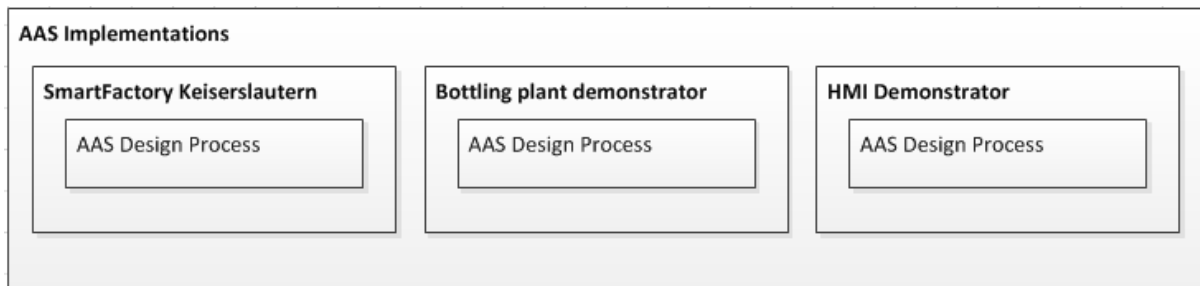 AAS Implementations
SmartFactory Keiserslautern
Bottling plant demonstrator
HMI Demonstrator
AAS Design Process
AAS Design Process
AAS Design Process